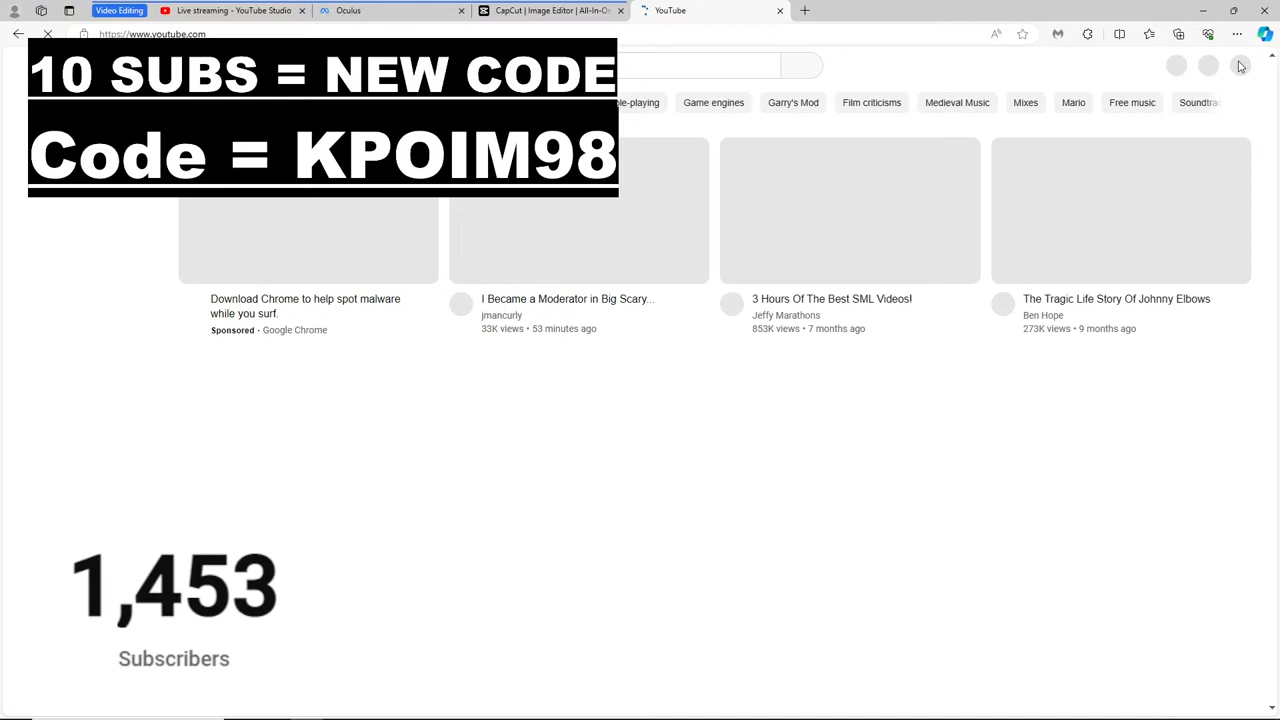 Video Editing
Live streaming - YouTube Studio
Oculus
CapCut | Image Editor | All-In-On
YouTube
https://www.youtube.com
10 SUBS = NEW CODE
Code = KPOIM98
ole-playing
Game engines
Garry's Mod
Film criticisms
Medieval Music
Mixes
Mario
Free music
Soundtrac
Download Chrome to help spot malware
while you surf.
Sponsored · Google Chrome
I Became a Moderator in Big Scary...
jmancurly
33K views • 53 minutes ago
3 Hours Of The Best SML Videos!
Jeffy Marathons
853K views • 7 months ago
The Tragic Life Story Of Johnny Elbows
Ben Hope
273K views • 9 months ago
1,453
Subscribers